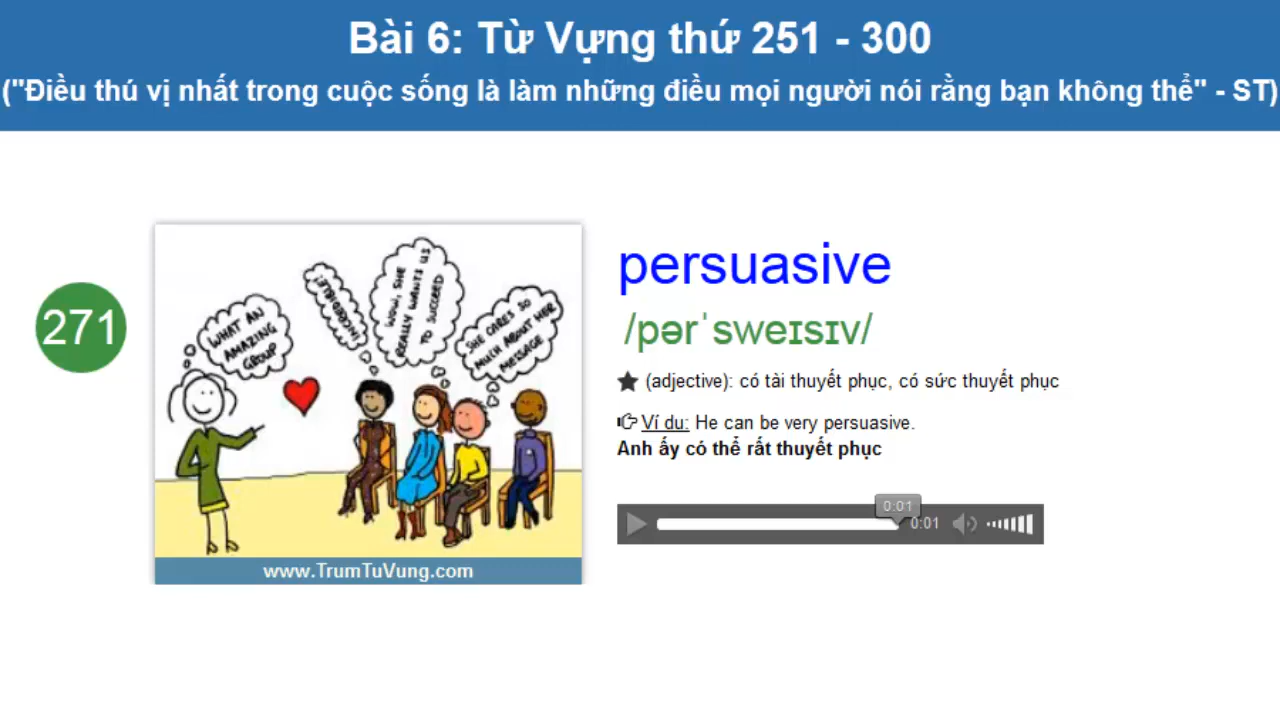 Bài 6: Từ Vựng thứ 251 - 300
("Điều thú vị nhất trong cuộc sống là làm những điều mọi người nói rằng bạn không thể" - ST)
271
WHAT AN
AMAZING
GROUP
INCREDIBLE!
WOW, SHE
REALLY WANTS US
TO SUCCEED
SHE CARES SO
MUCH ABOUT HER
MESSAGE
www.TrumTuVung.com
persuasive
/pərˈsweɪsɪv/
(adjective): có tài thuyết phục, có sức thuyết phục
Ví dụ: He can be very persuasive.
Anh ấy có thể rất thuyết phục
0:01
0:01